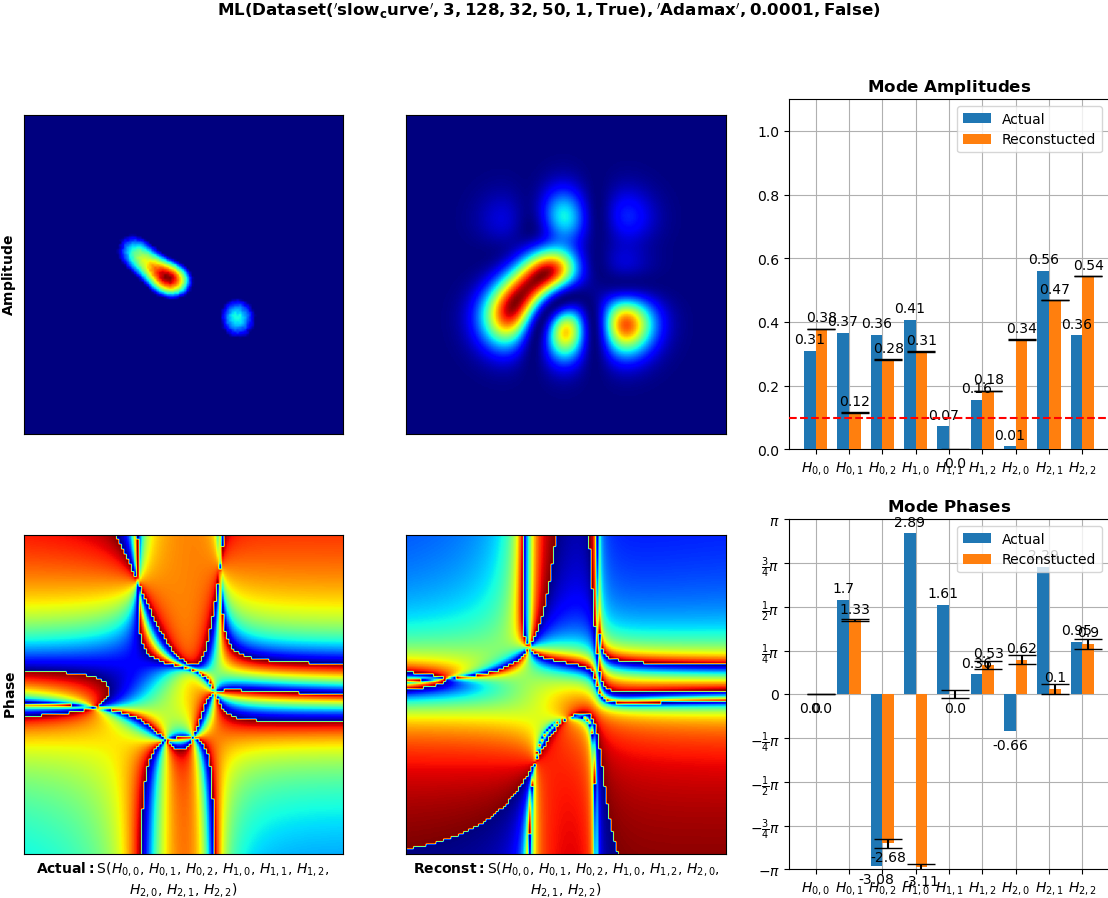 ML(Dataset('slow_curve', 3, 128, 32, 50, 1, True), 'Adamax', 0.0001, False)
Mode Amplitudes
Amplitude
1.0
0.8
0.6
0.4
0.2
0.0
Actual
Reconstucted
0.31
0.38
0.37
0.12
0.36
0.28
0.41
0.31
0.07
0.0
0.16
0.18
0.01
0.34
0.56
0.47
0.36
0.54
H0,0 H0,1 H0,2 H1,0 H1,1 H1,2 H2,0 H2,1 H2,2
Mode Phases
Phase
π
3/4π
1/2π
1/4π
0
−1/4π
−1/2π
−3/4π
−π
Actual
Reconstucted
0.0
0.0
1.7
1.33
-3.08
-2.68
2.89
-3.11
1.61
0.0
0.36
0.53
-0.66
0.62
0.1
0.95
0.9
H0,0 H0,1 H0,2 H1,0 H1,1 H1,2 H2,0 H2,1 H2,2
Actual: S(H0,0, H0,1, H0,2, H1,0, H1,1, H1,2,
H2,0, H2,1, H2,2)
Reconst: S(H0,0, H0,1, H0,2, H1,0, H1,2, H2,0,
H2,1, H2,2)